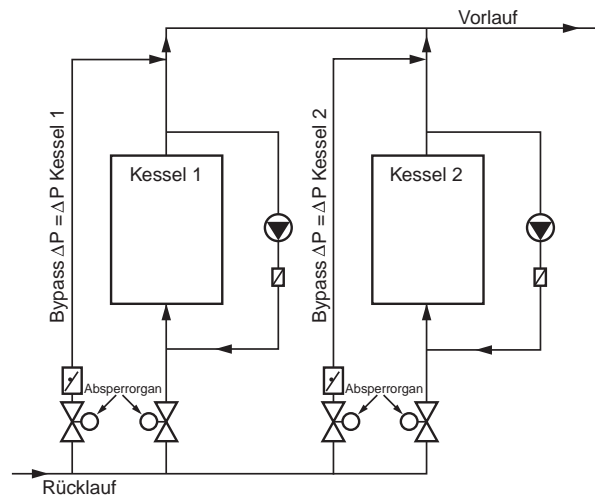 Vorlauf
Bypass ΔP = ΔP Kessel 1
Kessel 1
Bypass ΔP = ΔP Kessel 2
Kessel 2
Absperrorgan
Absperrorgan
Rücklauf